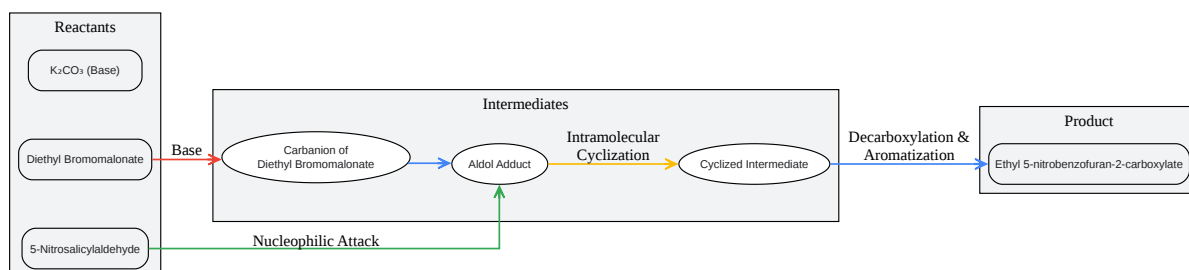 Reactants
K₂CO₃ (Base)
Diethyl Bromomalonate
5-Nitrosalicylaldehyde
Base
Nucleophilic Attack
Intermediates
Carbanion of
Diethyl Bromomalonate
Aldol Adduct
Intramolecular
Cyclization
Cyclized Intermediate
Decarboxylation &
Aromatization
Product
Ethyl 5-nitrobenzofuran-2-carboxylate